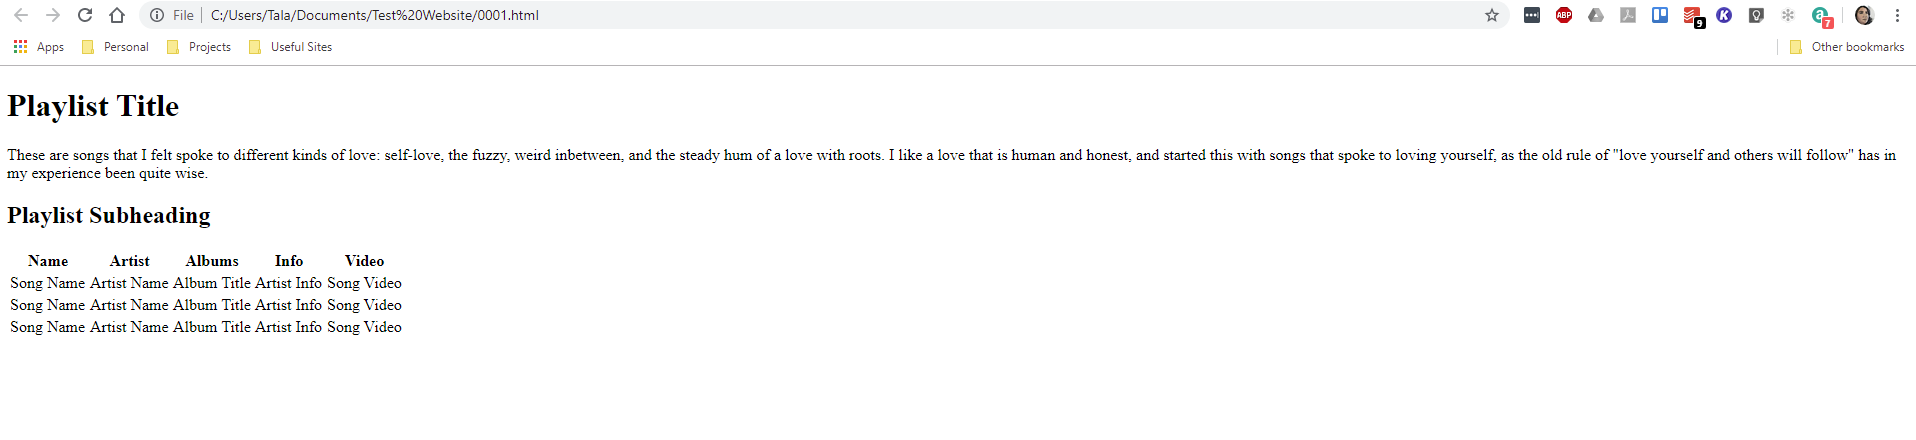 File C:/Users/Tala/Documents/Test%20Website/0001.html ABP 9 K 7
Apps Personal Projects Useful Sites Other bookmarks
Playlist Title
These are songs that I felt spoke to different kinds of love: self-love, the fuzzy, weird inbetween, and the steady hum of a love with roots. I like a love that is human and honest, and started this with songs that spoke to loving yourself, as the old rule of "love yourself and others will follow" has in
my experience been quite wise.
Playlist Subheading
Name Artist Albums Info Video
Song Name Artist Name Album Title Artist Info Song Video
Song Name Artist Name Album Title Artist Info Song Video
Song Name Artist Name Album Title Artist Info Song Video